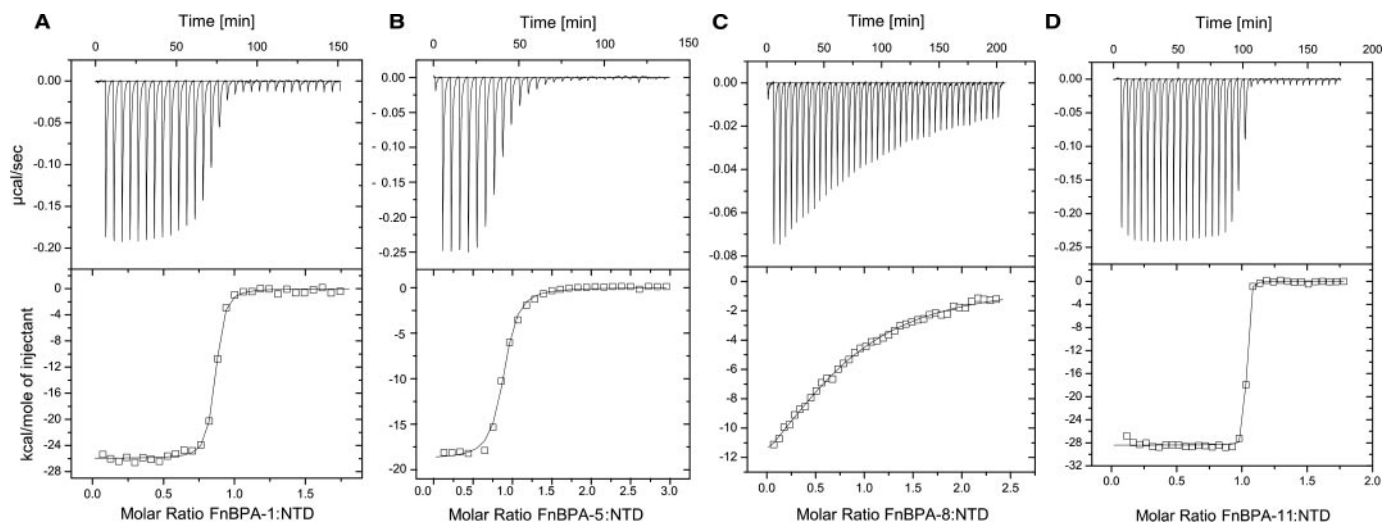 A
Time [min]
0 50 100 150
0.00
-0.05
-0.10
-0.15
-0.20
µcal/sec
0
-4
-8
-12
-16
-20
-24
-28
kcal/mole of injectant
0.0 0.5 1.0 1.5
Molar Ratio FnBPA-1:NTD
B
Time [min]
0 50 100 150
0.00
- 0.05
- 0.10
- 0.15
- 0.20
-0.25
0
-5
-10
-15
-20
0.0 0.5 1.0 1.5 2.0 2.5 3.0
Molar Ratio FnBPA-5:NTD
C
Time [min]
0 50 100 150 200
0.00
-0.02
-0.04
-0.06
-0.08
0
-2
-4
-6
-8
-10
-12
0.0 0.5 1.0 1.5 2.0 2.5
Molar Ratio FnBPA-8:NTD
D
Time [min]
0 50 100 150 200
0.00
-0.05
-0.10
-0.15
-0.20
-0.25
0
-4
-8
-12
-16
-20
-24
-28
-32
0.0 0.5 1.0 1.5 2.0
Molar Ratio FnBPA-11:NTD